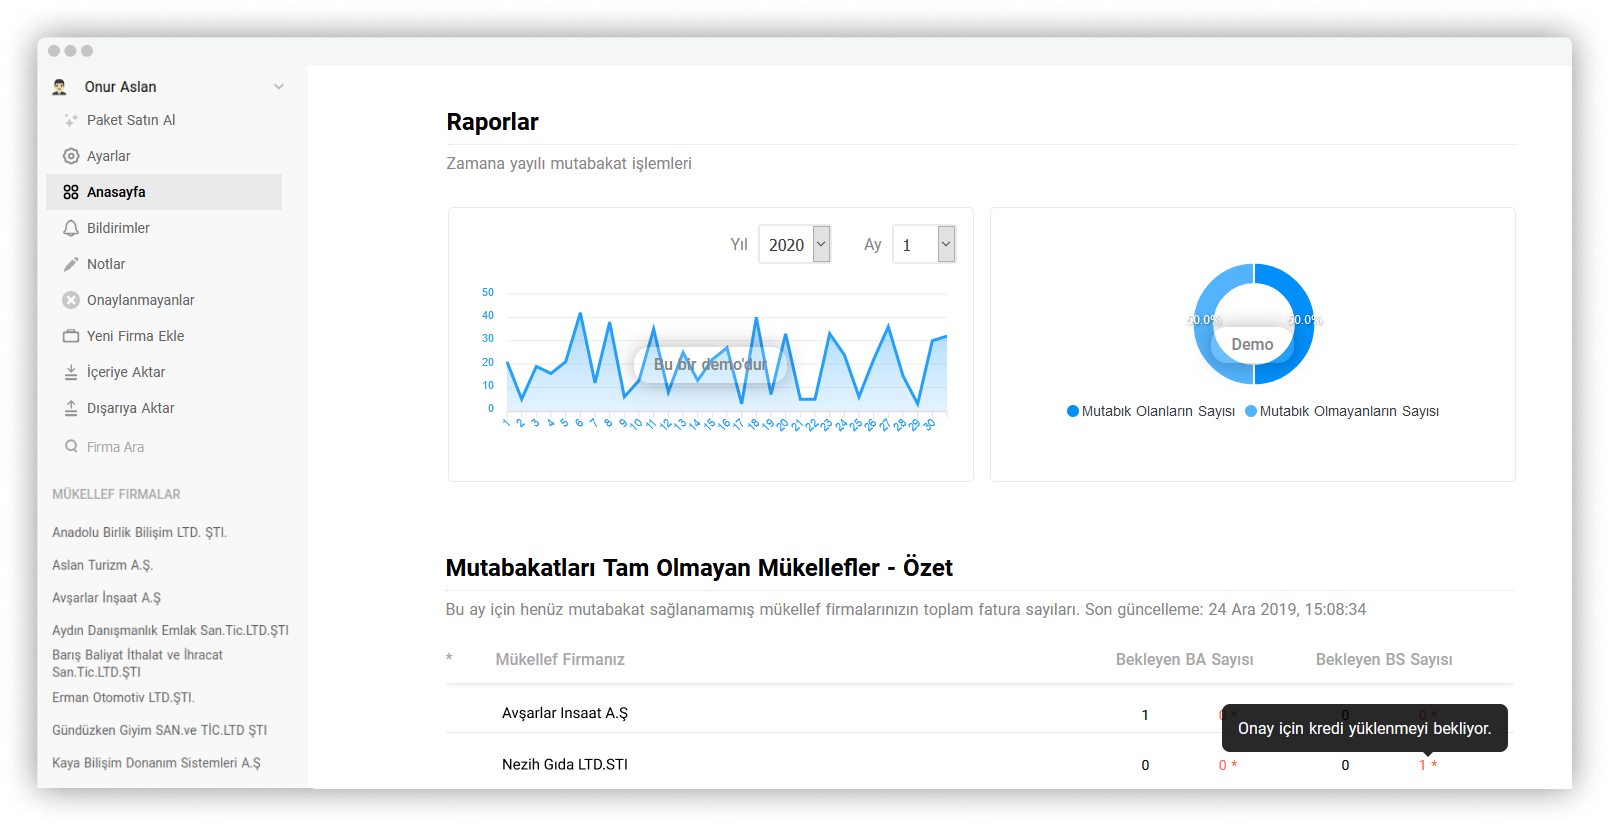 Onur Aslan
Paket Satın Al
Ayarlar
Anasayfa
Bildirimler
Notlar
Onaylanmayanlar
Yeni Firma Ekle
İçeriye Aktar
Dışarıya Aktar
Firma Ara
MÜKELLEF FIRMALAR
Anadolu Birlik Bilişim LTD. ŞTI.
Aslan Turizm A.Ş.
Avşarlar İnşaat A.Ş
Aydın Danışmanlık Emlak San.Tic.LTD.ŞTI
Barış Baliyat İthalat ve İhracat
San.Tic.LTD.ŞTI
Erman Otomotiv LTD.ŞTI.
Gündüzken Giyim SAN.ve TİC.LTD ŞTI
Kaya Bilişim Donanım Sistemleri A.Ş
Raporlar
Zamana yayılı mutabakat işlemleri
Yıl 2020 Ay 1
50
40
30
20
10
0
Bu bir demo'dur
1 2 3 4 5 6 7 8 9 10 11 12 13 14 15 16 17 18 19 20 21 22 23 24 25 26 27 28 29 30
50.0% 50.0%
Demo
Mutabık Olanların Sayısı Mutabık Olmayanların Sayısı
Mutabakatları Tam Olmayan Mükellefler - Özet
Bu ay için henüz mutabakat sağlanamamış mükellef firmalarınızın toplam fatura sayıları. Son güncelleme: 24 Ara 2019, 15:08:34
* Mükellef Firmanız Bekleyen BA Sayısı Bekleyen BS Sayısı
Avşarlar Insaat A.Ş 1 0 * 0 0 *
Onay için kredi yüklenmeyi bekliyor.
Nezih Gıda LTD.STI 0 0 * 0 1 *